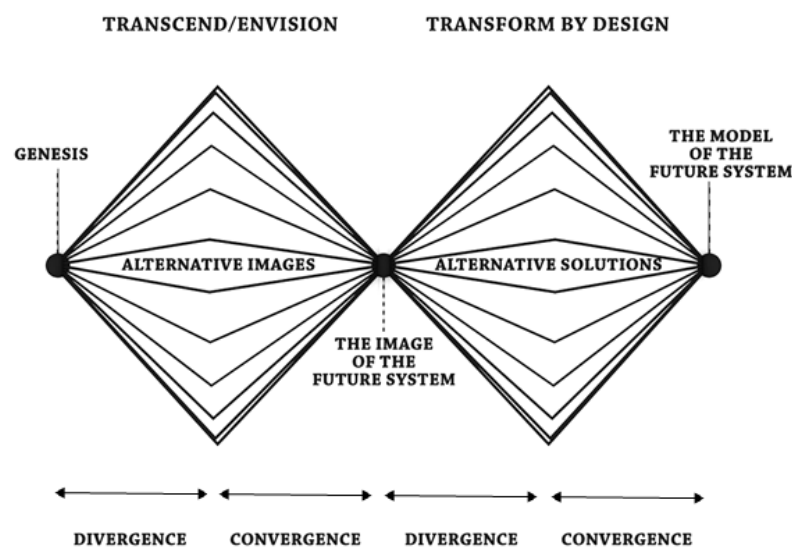 TRANSCEND/ENVISION
TRANSFORM BY DESIGN
GENESIS
THE MODEL
OF THE
FUTURE SYSTEM
ALTERNATIVE IMAGES
ALTERNATIVE SOLUTIONS
THE IMAGE
OF THE
FUTURE SYSTEM
DIVERGENCE
CONVERGENCE
DIVERGENCE
CONVERGENCE